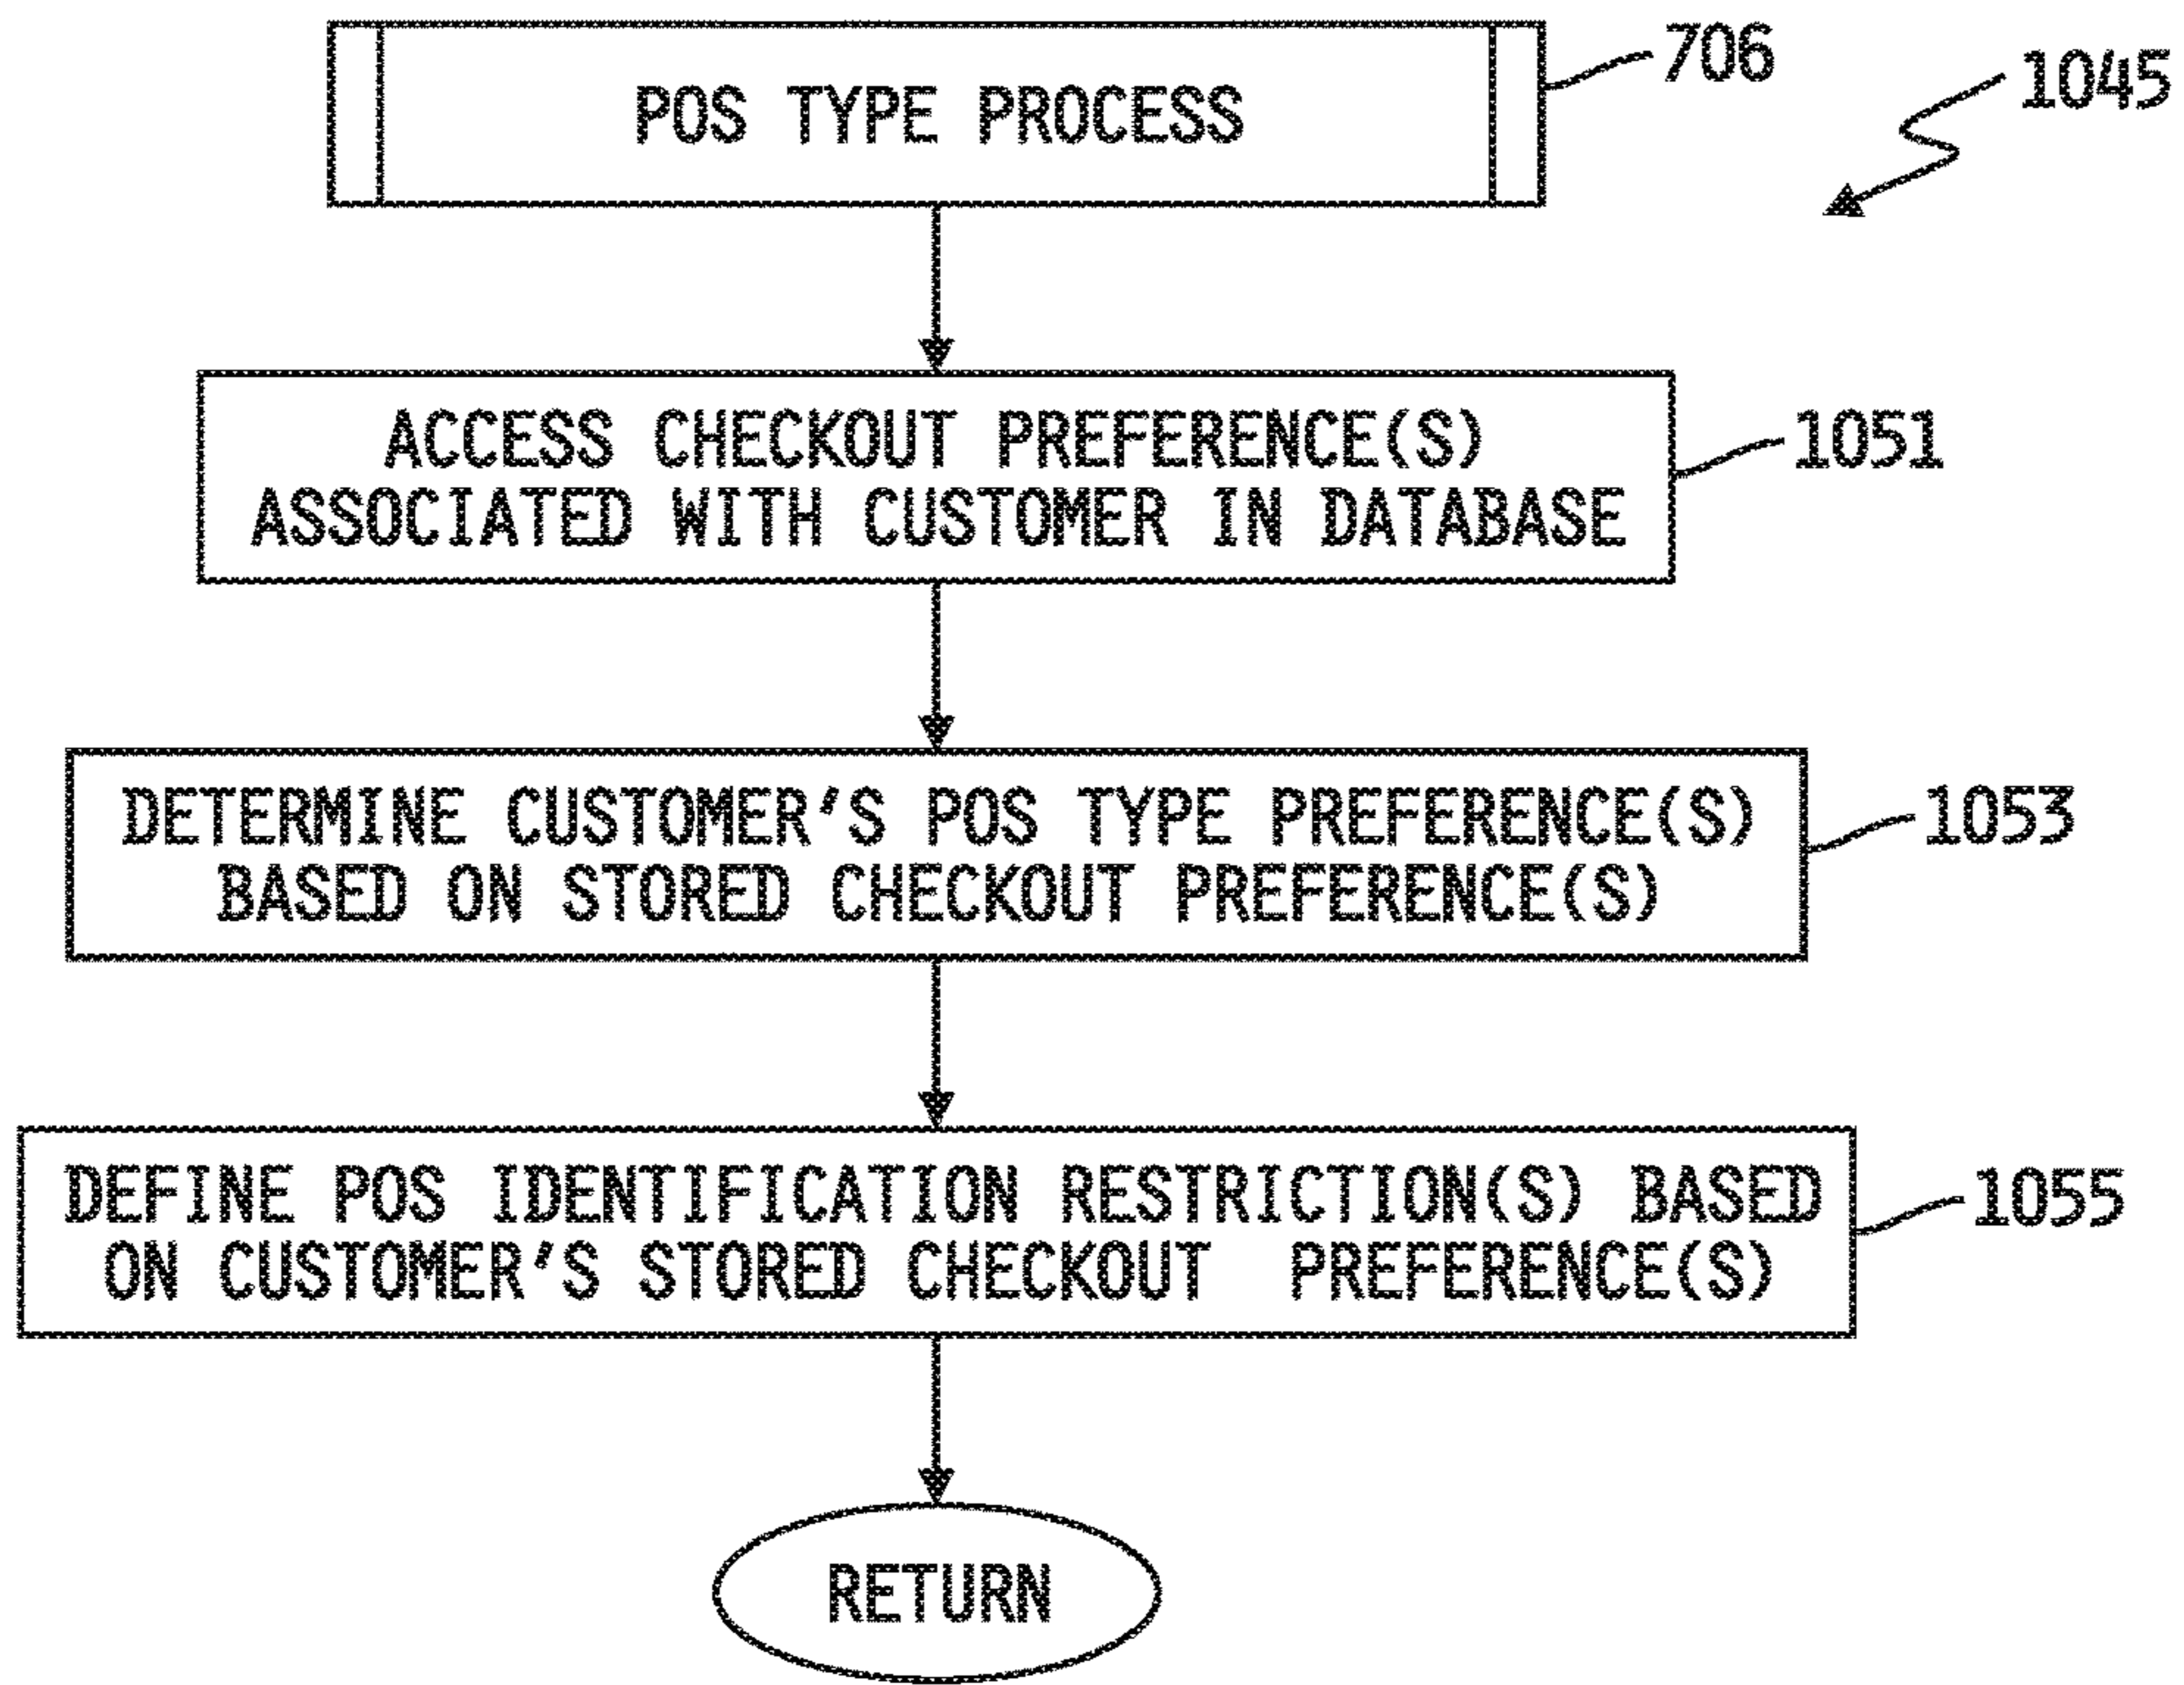 POS TYPE PROCESS
706
1045
ACCESS CHECKOUT PREFERENCE(S)
ASSOCIATED WITH CUSTOMER IN DATABASE
1051
DETERMINE CUSTOMER'S POS TYPE PREFERENCE(S)
BASED ON STORED CHECKOUT PREFERENCE(S)
1053
DEFINE POS IDENTIFICATION RESTRICTION(S) BASED
ON CUSTOMER'S STORED CHECKOUT PREFERENCE(S)
1055
RETURN